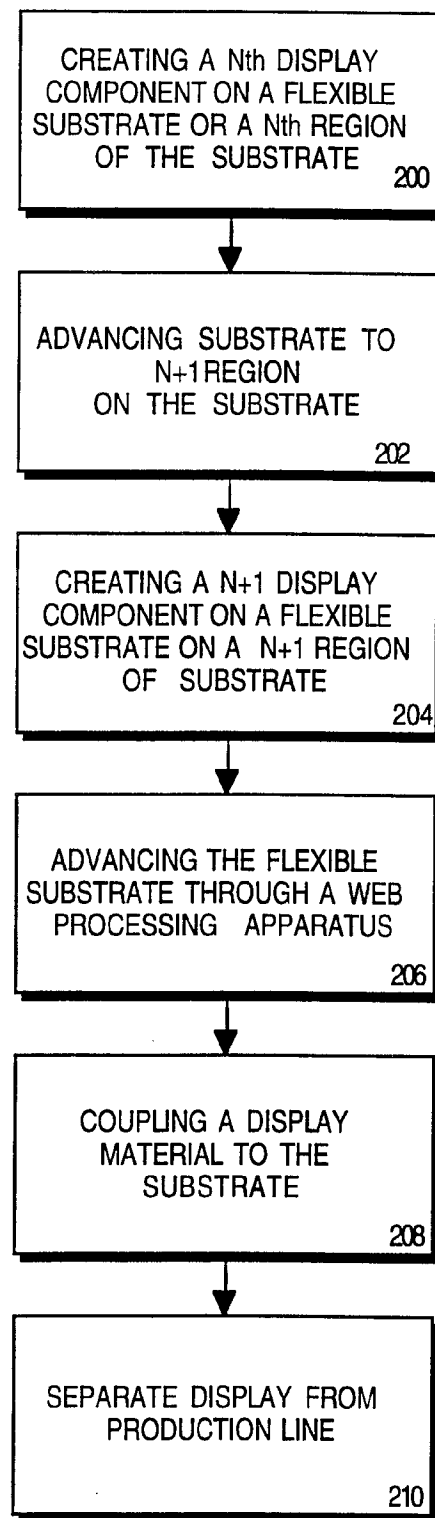 CREATING A Nth DISPLAY
COMPONENT ON A FLEXIBLE
SUBSTRATE OR A Nth REGION
OF THE SUBSTRATE
200
ADVANCING SUBSTRATE TO
N+1 REGION
ON THE SUBSTRATE
202
CREATING A N+1 DISPLAY
COMPONENT ON A FLEXIBLE
SUBSTRATE ON A N+1 REGION
OF SUBSTRATE
204
ADVANCING THE FLEXIBLE
SUBSTRATE THROUGH A WEB
PROCESSING APPARATUS
206
COUPLING A DISPLAY
MATERIAL TO THE
SUBSTRATE
208
SEPARATE DISPLAY FROM
PRODUCTION LINE
210